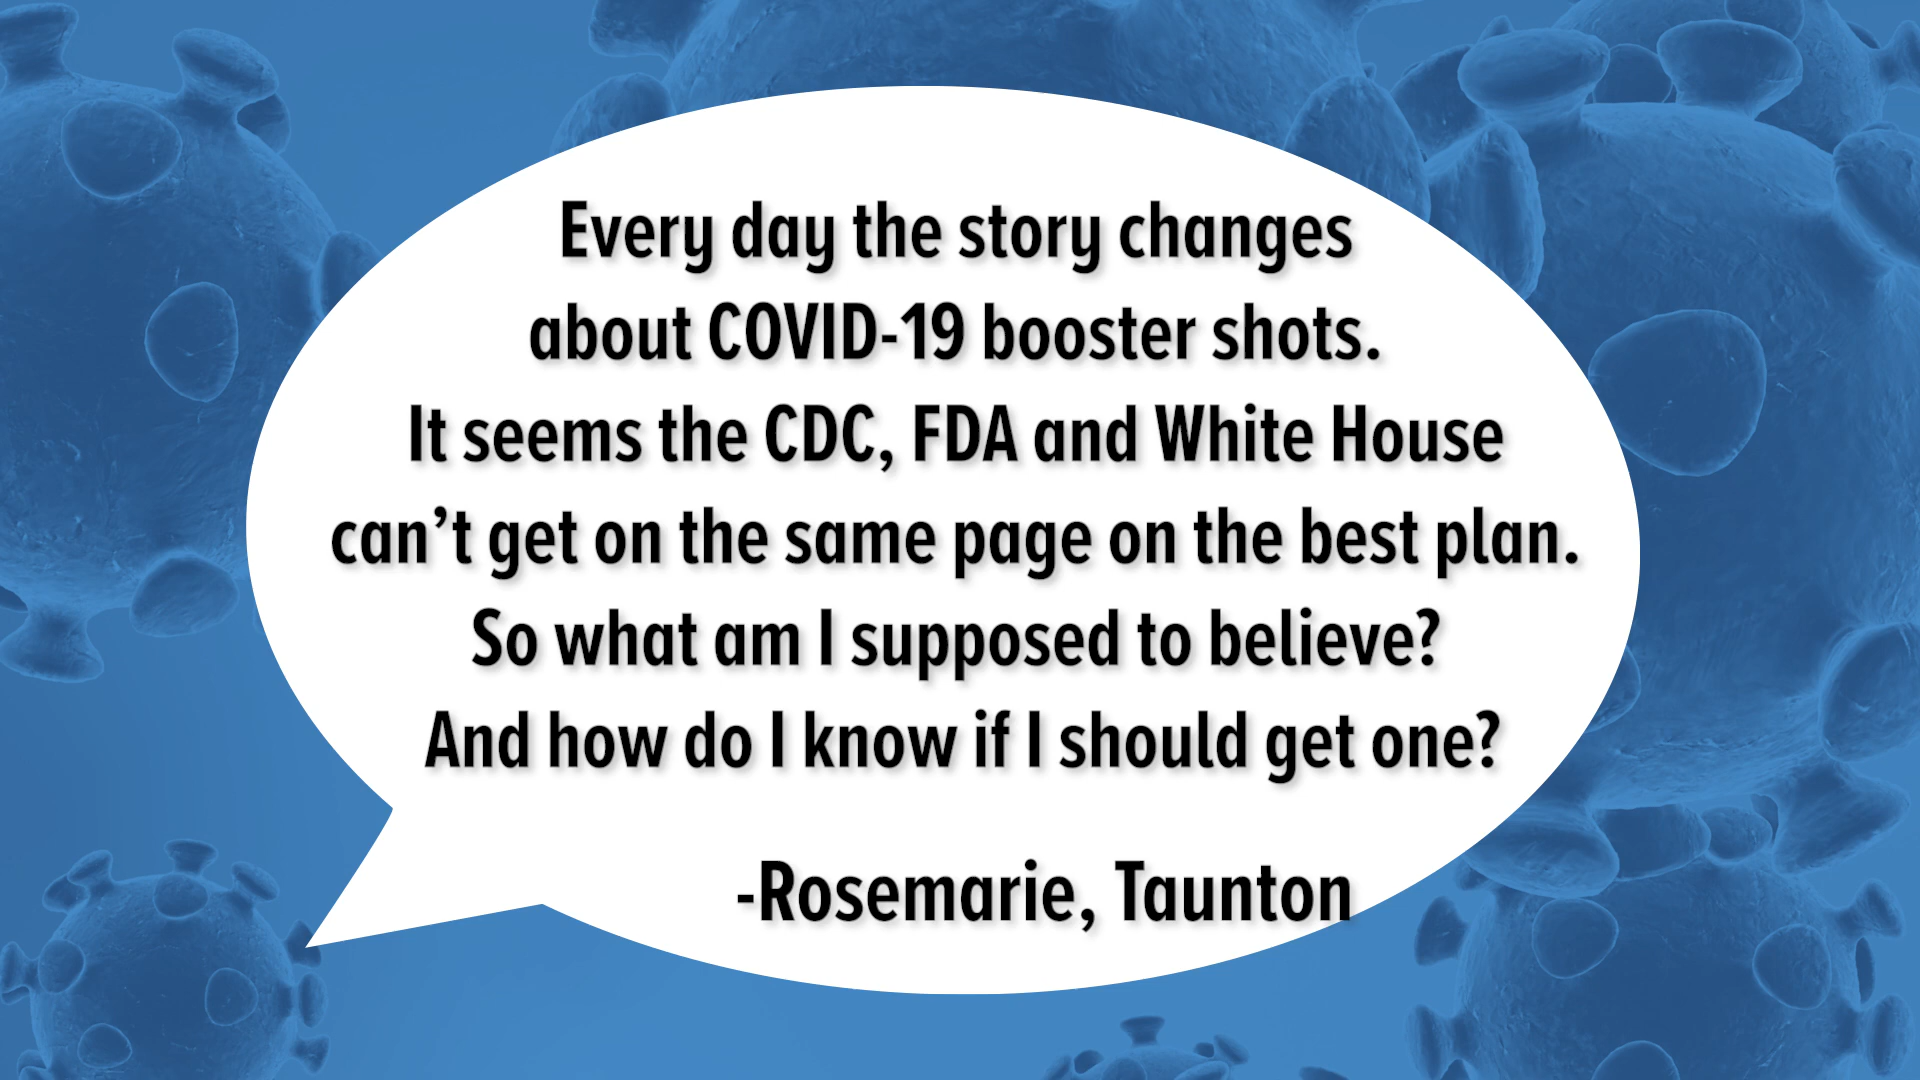 Every day the story changes
about COVID-19 booster shots.
It seems the CDC, FDA and White House
can’t get on the same page on the best plan.
So what am I supposed to believe?
And how do I know if I should get one?
-Rosemarie, Taunton